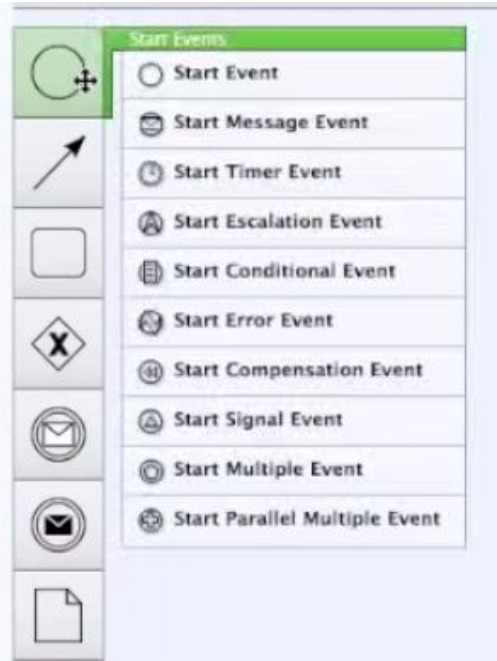 Start Events
Start Event
Start Message Event
Start Timer Event
Start Escalation Event
Start Conditional Event
Start Error Event
Start Compensation Event
Start Signal Event
Start Multiple Event
Start Parallel Multiple Event